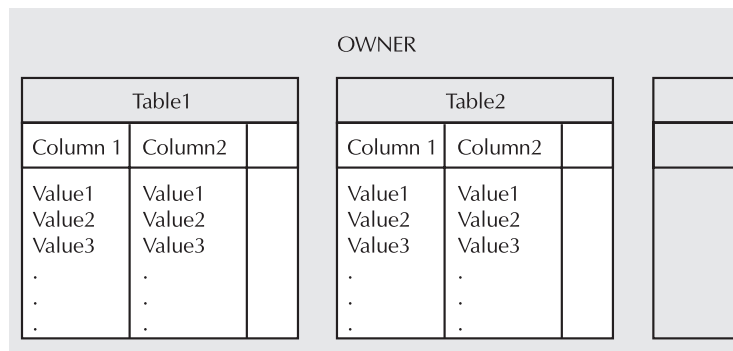 OWNER
Table1 Table2
Column 1 Column2 Column 1 Column2
Value1 Value1 Value1 Value1
Value2 Value2 Value2 Value2
Value3 Value3 Value3 Value3
. . . .
. . . .
. . . .